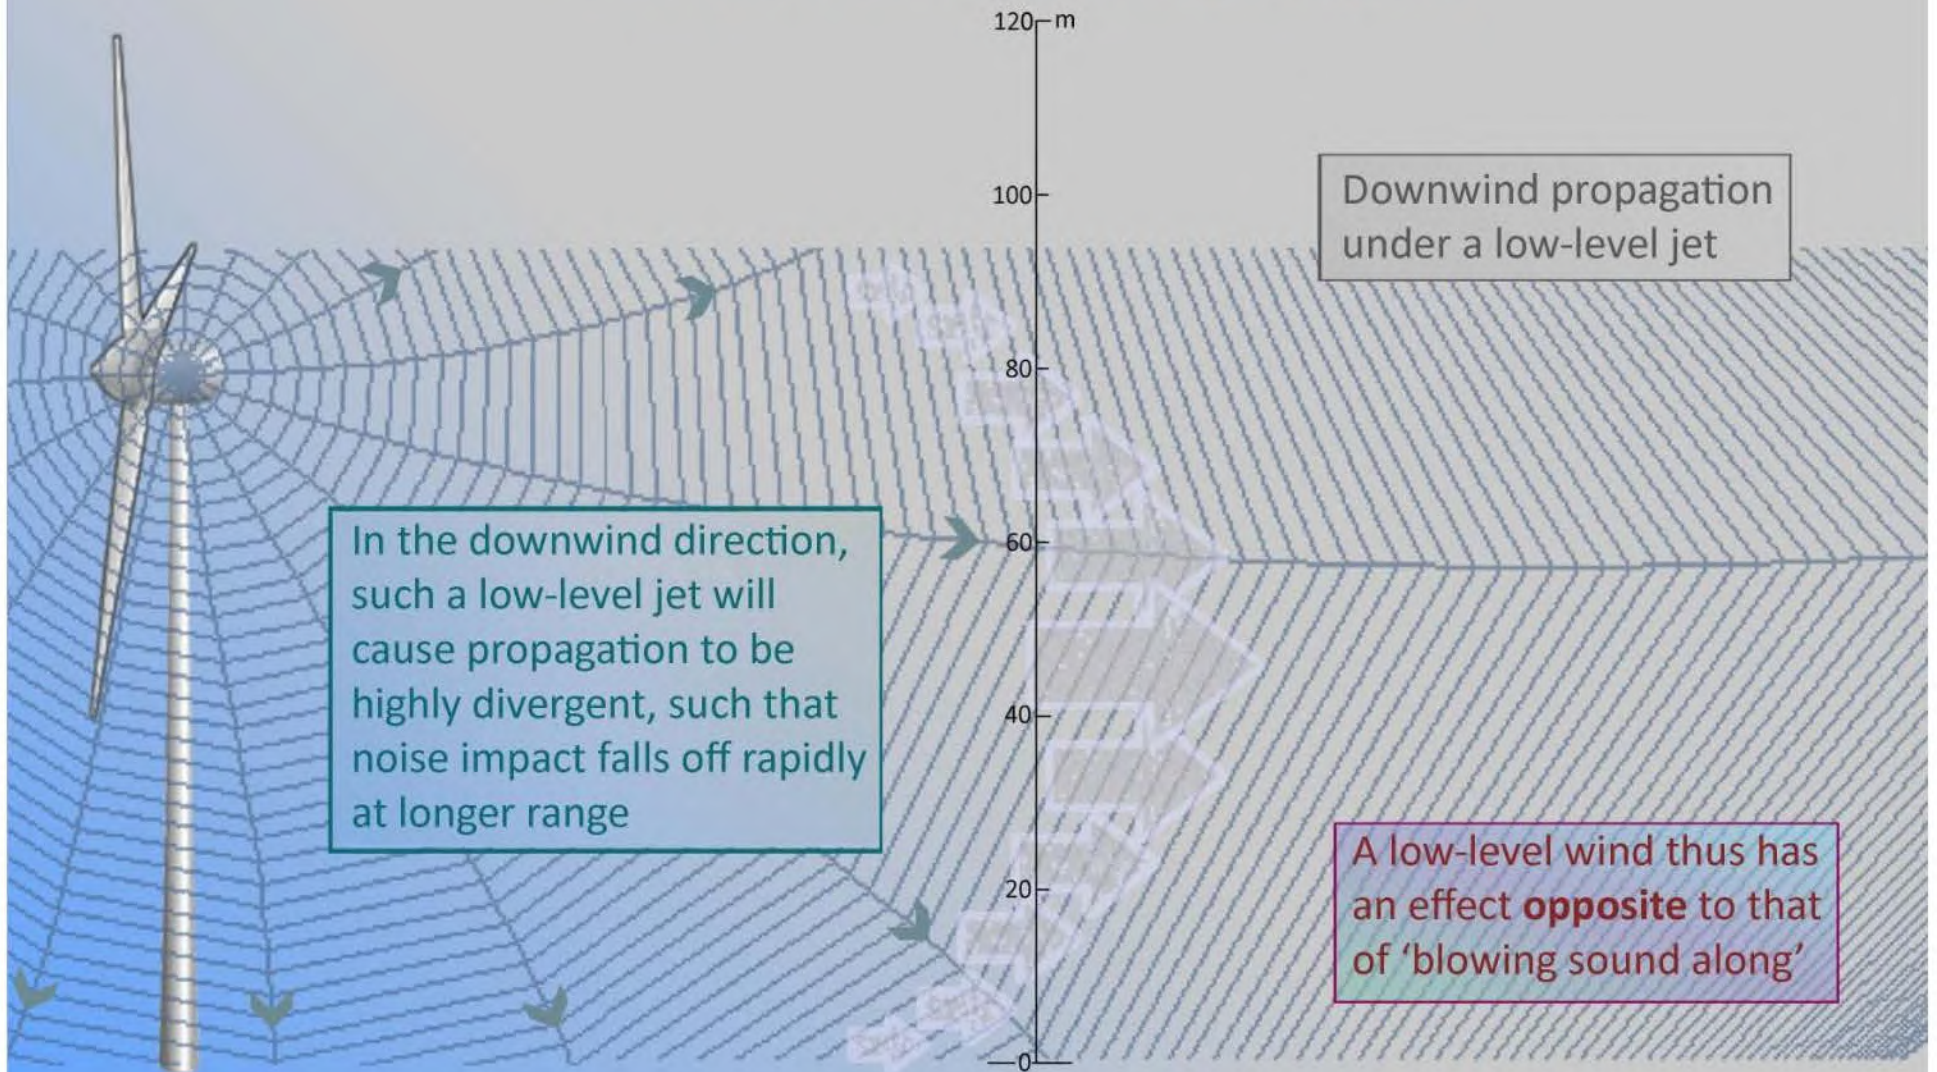 120 m
100
Downwind propagation
under a low-level jet
80
60
In the downwind direction,
such a low-level jet will
cause propagation to be
highly divergent, such that
noise impact falls off rapidly
at longer range
40
20
A low-level wind thus has
an effect opposite to that
of ‘blowing sound along’
0